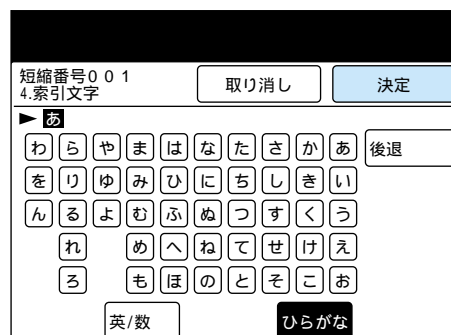 短縮番号001
4.索引文字
取り消し
決定
► あ
わ ら や ま は な た さ か あ 後退
を り ゆ み ひ に ち し き い
ん る よ む ふ ぬ つ す く う
れ め へ ね て せ け え
ろ も ほ の と そ こ お
英/数 ひらがな